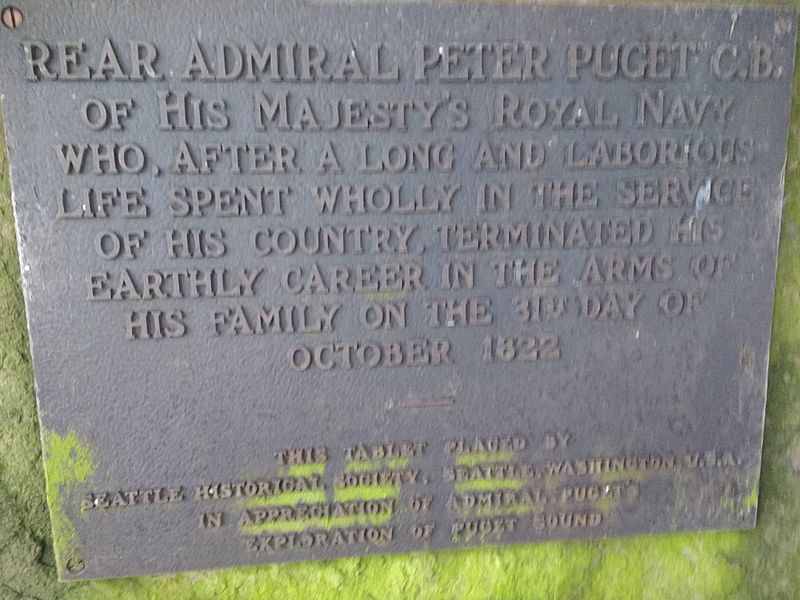 REAR ADMIRAL PETER PUGET C.B.
OF HIS MAJESTY'S ROYAL NAVY
WHO, AFTER A LONG AND LABORIOUS
LIFE SPENT WHOLLY IN THE SERVICE
OF HIS COUNTRY, TERMINATED HIS
EARTHLY CAREER IN THE ARMS OF
HIS FAMILY ON THE 31ST DAY OF
OCTOBER 1822
THIS TABLET PLACED BY
SEATTLE HISTORICAL SOCIETY, SEATTLE, WASHINGTON, U.S.A.
IN APPRECIATION OF ADMIRAL PUGET'S
EXPLORATION OF PUGET SOUND